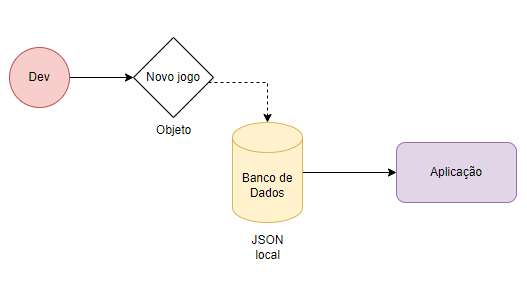 Dev
Novo jogo
Objeto
Banco de
Dados
JSON
local
Aplicação